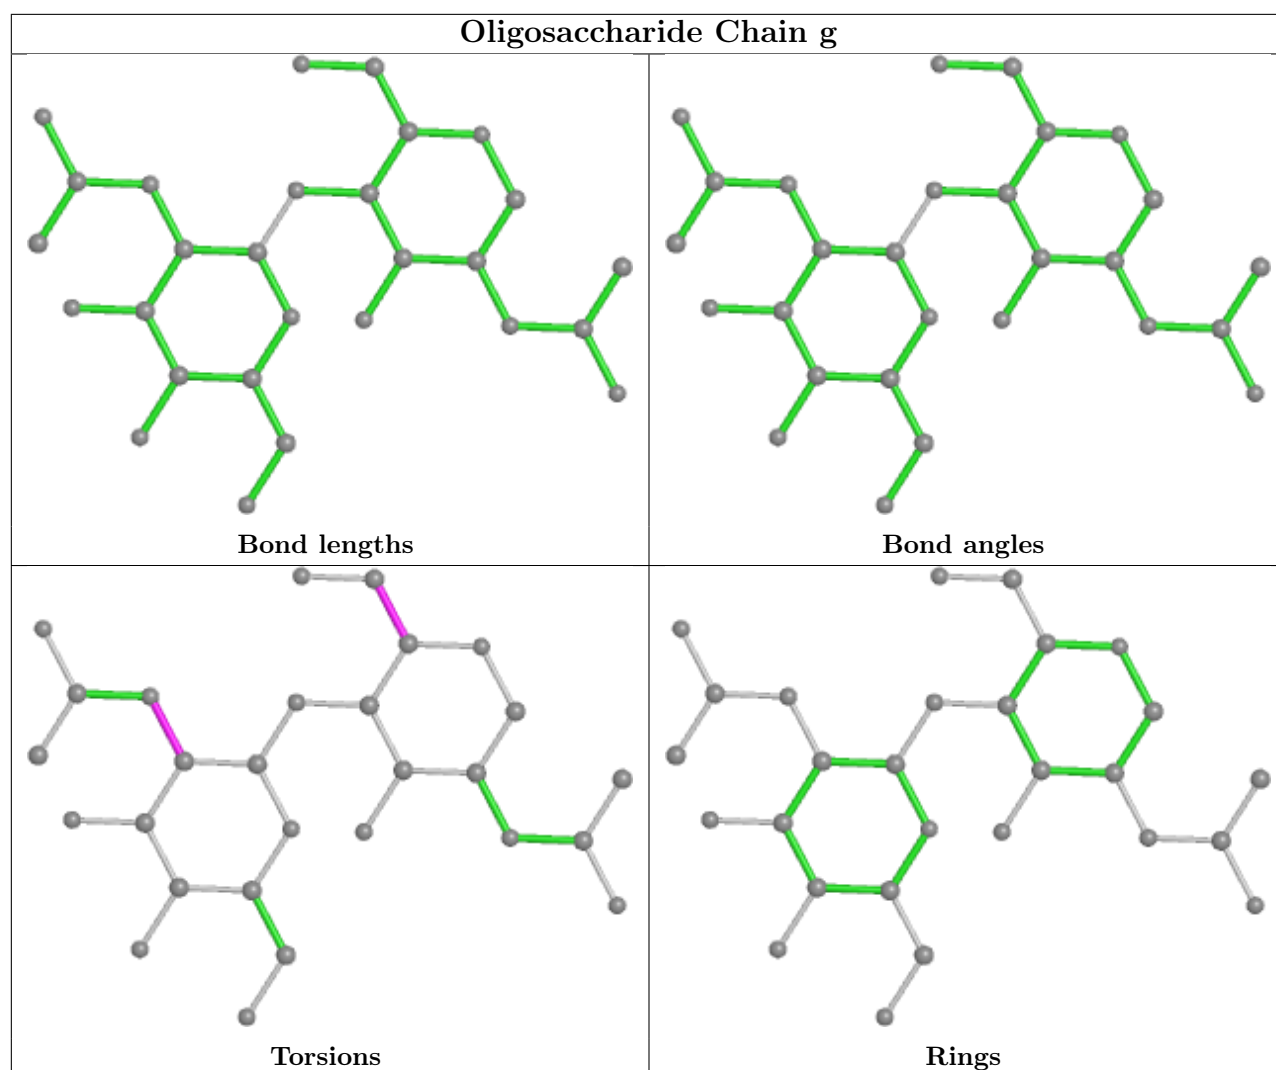 Oligosaccharide Chain g
Bond lengths
Bond angles
Torsions
Rings